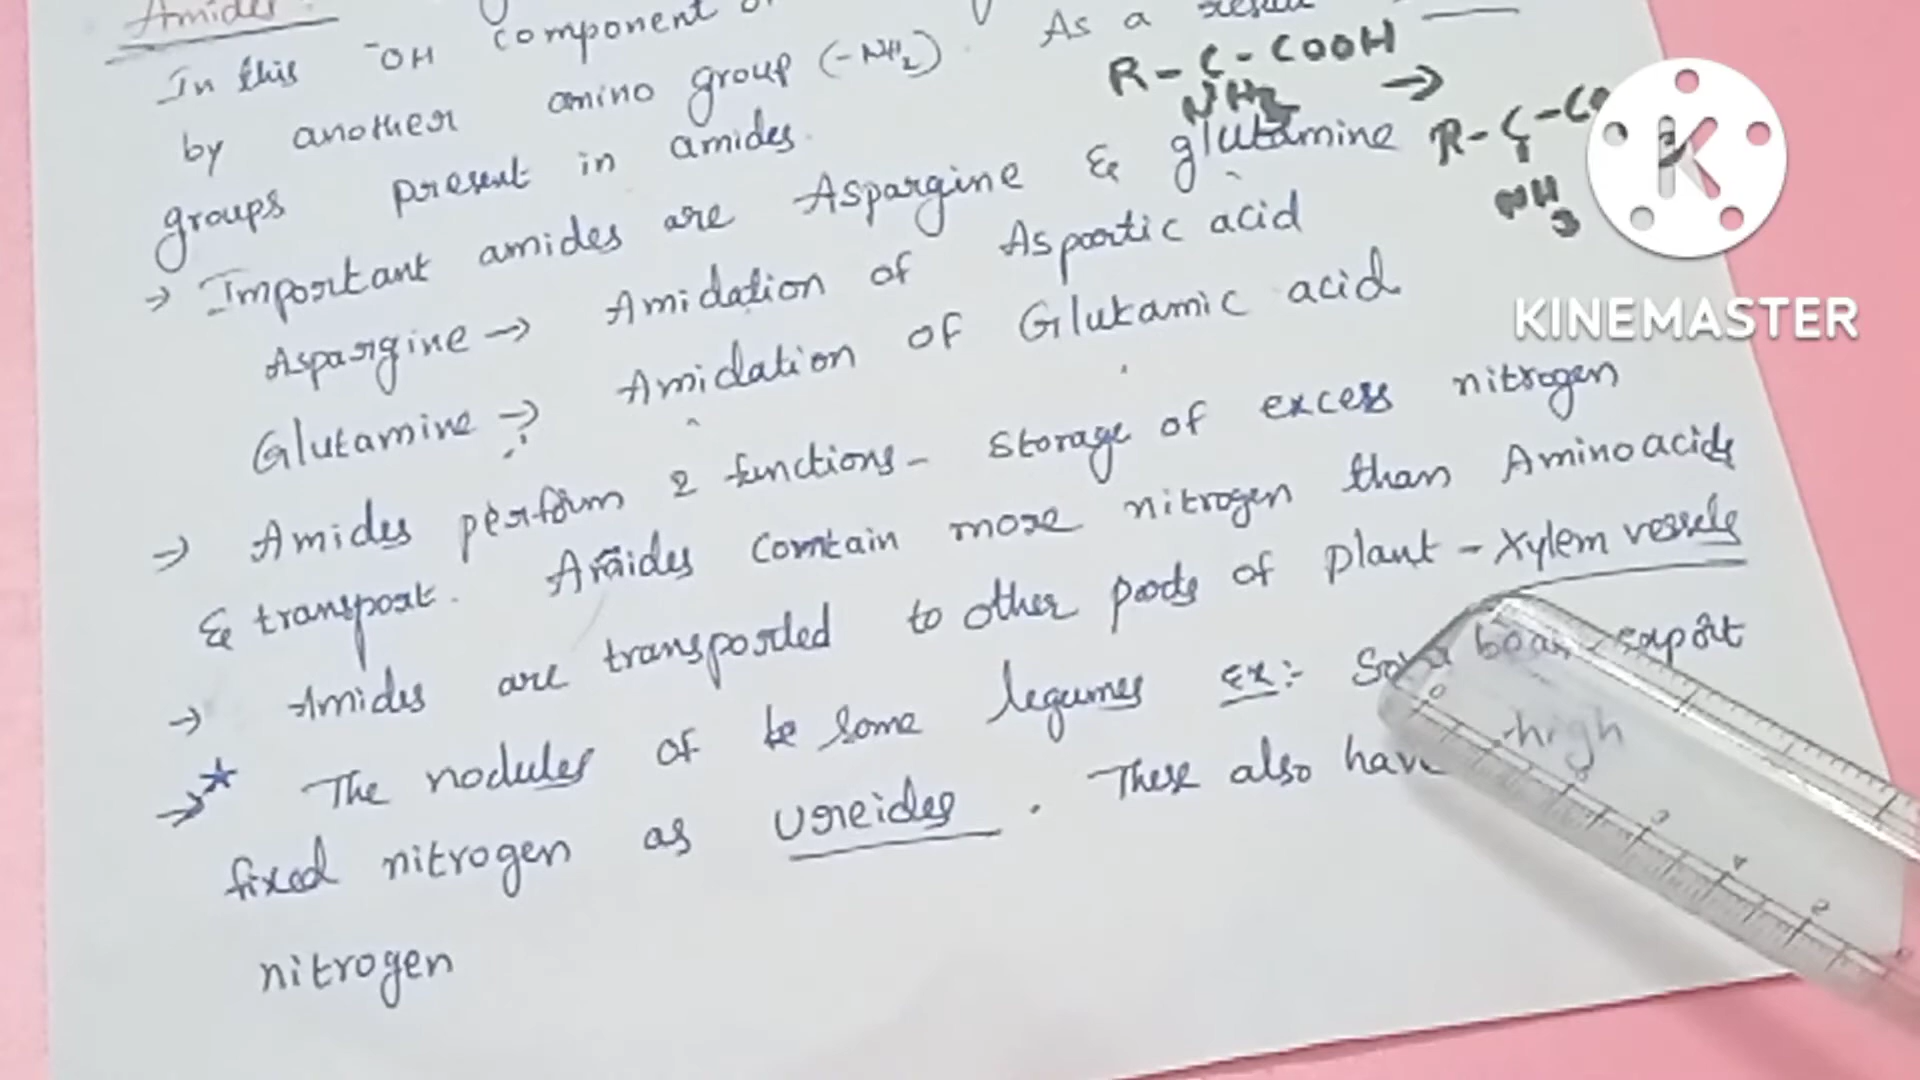 Amides:
In this -OH component
by another amino group (-NH2). As a
groups present in amides.
R-C-COOH
NH2
→
R-C-
NH3
→ Important amides are Aspargine & glutamine
Aspargine → Amidation of Aspartic acid
Glutamine → Amidation of Glutamic acid
→ Amides perform 2 functions - Storage of excess nitrogen
& transport. Amides contain more nitrogen than Aminoacids
→ Amides are transported to other parts of plant - Xylem vessels
→* The nodules of some legumes Ex:- Soya bean export
fixed nitrogen as Ureides. These also have high
nitrogen
KINEMASTER